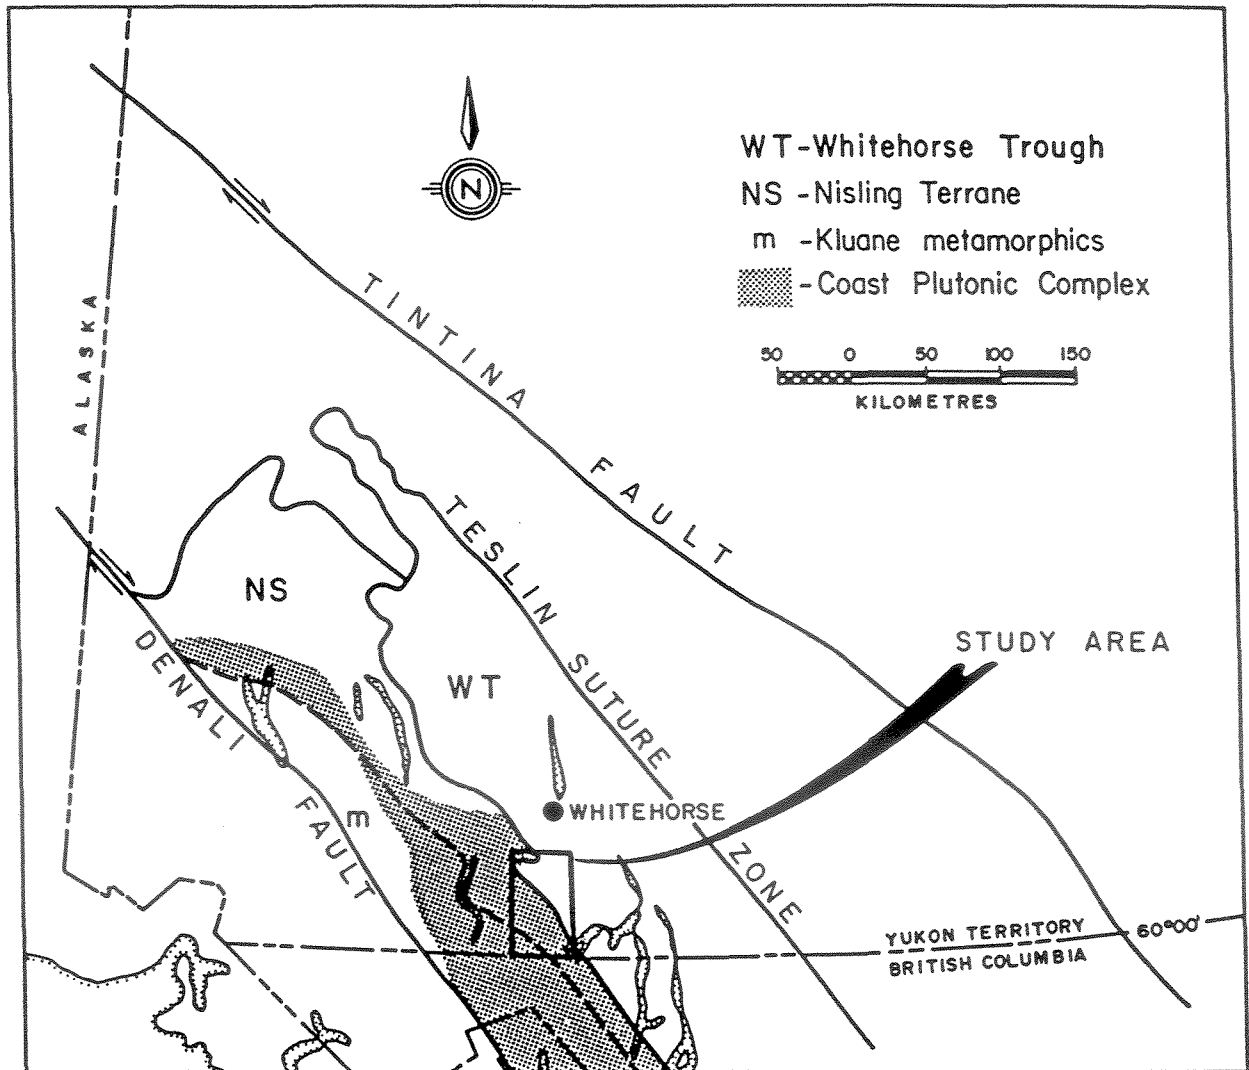 N
WT-Whitehorse Trough
NS -Nisling Terrane
m -Kluane metamorphics
-Coast Plutonic Complex
50 0 50 100 150
KILOMETRES
ALASKA
TINTINA FAULT
TESLIN SUTURE ZONE
NS
STUDY AREA
DENALI FAULT
WT
WHITEHORSE
m
YUKON TERRITORY
60°00'
BRITISH COLUMBIA